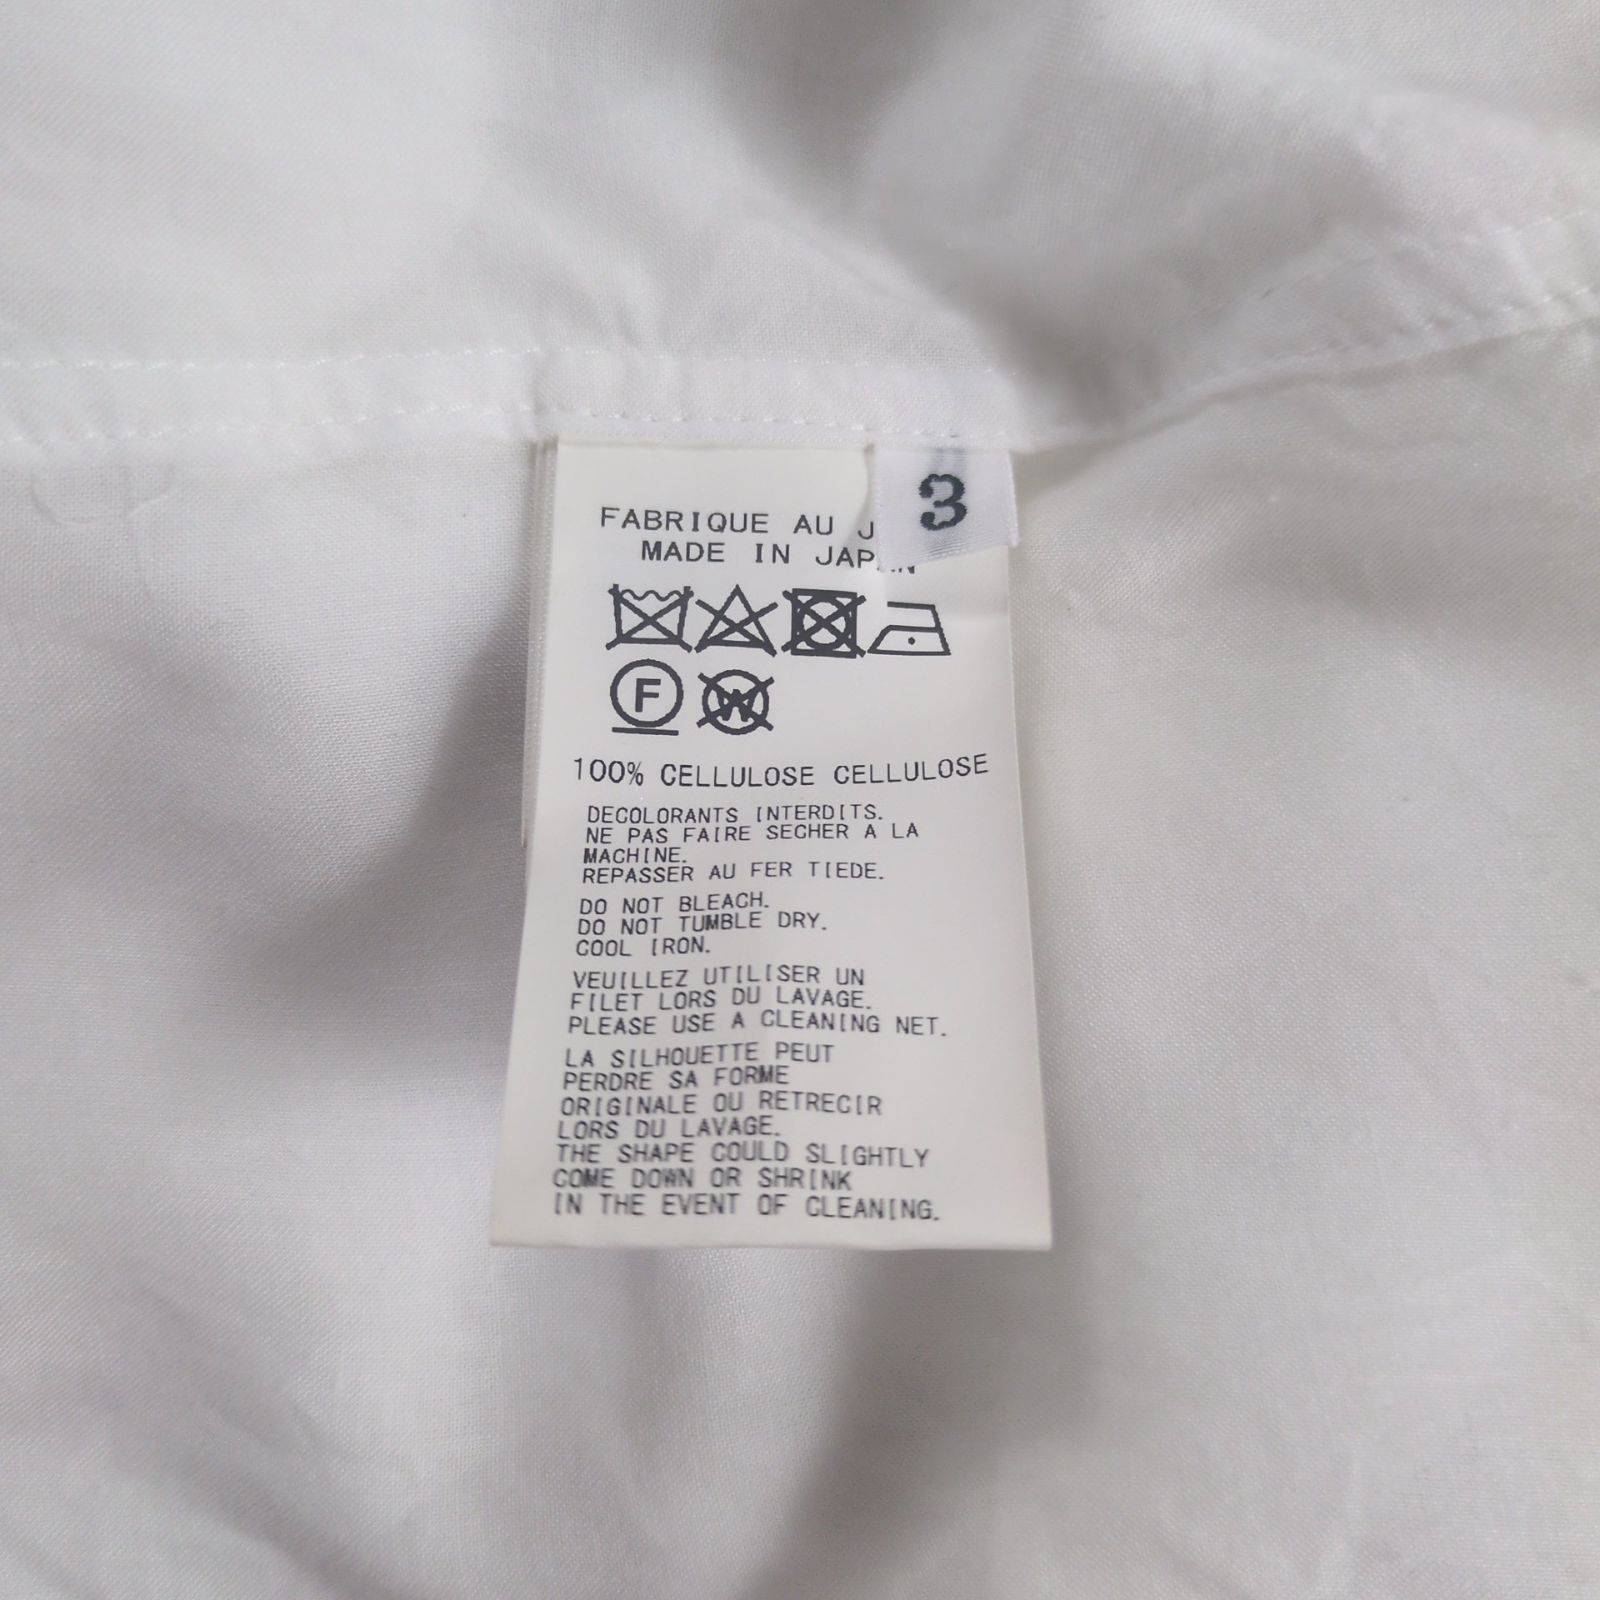 3
FABRIQUE AU J
MADE IN JAPAN
F W
100% CELLULOSE CELLULOSE
DECOLORANTS INTERDITS.
NE PAS FAIRE SECHER A LA
MACHINE.
REPASSER AU FER TIEDE.
DO NOT BLEACH.
DO NOT TUMBLE DRY.
COOL IRON.
VEUILLEZ UTILISER UN
FILET LORS DU LAVAGE.
PLEASE USE A CLEANING NET.
LA SILHOUETTE PEUT
PERDRE SA FORME
ORIGINALE OU RETRECIR
LORS DU LAVAGE.
THE SHAPE COULD SLIGHTLY
COME DOWN OR SHRINK
IN THE EVENT OF CLEANING.